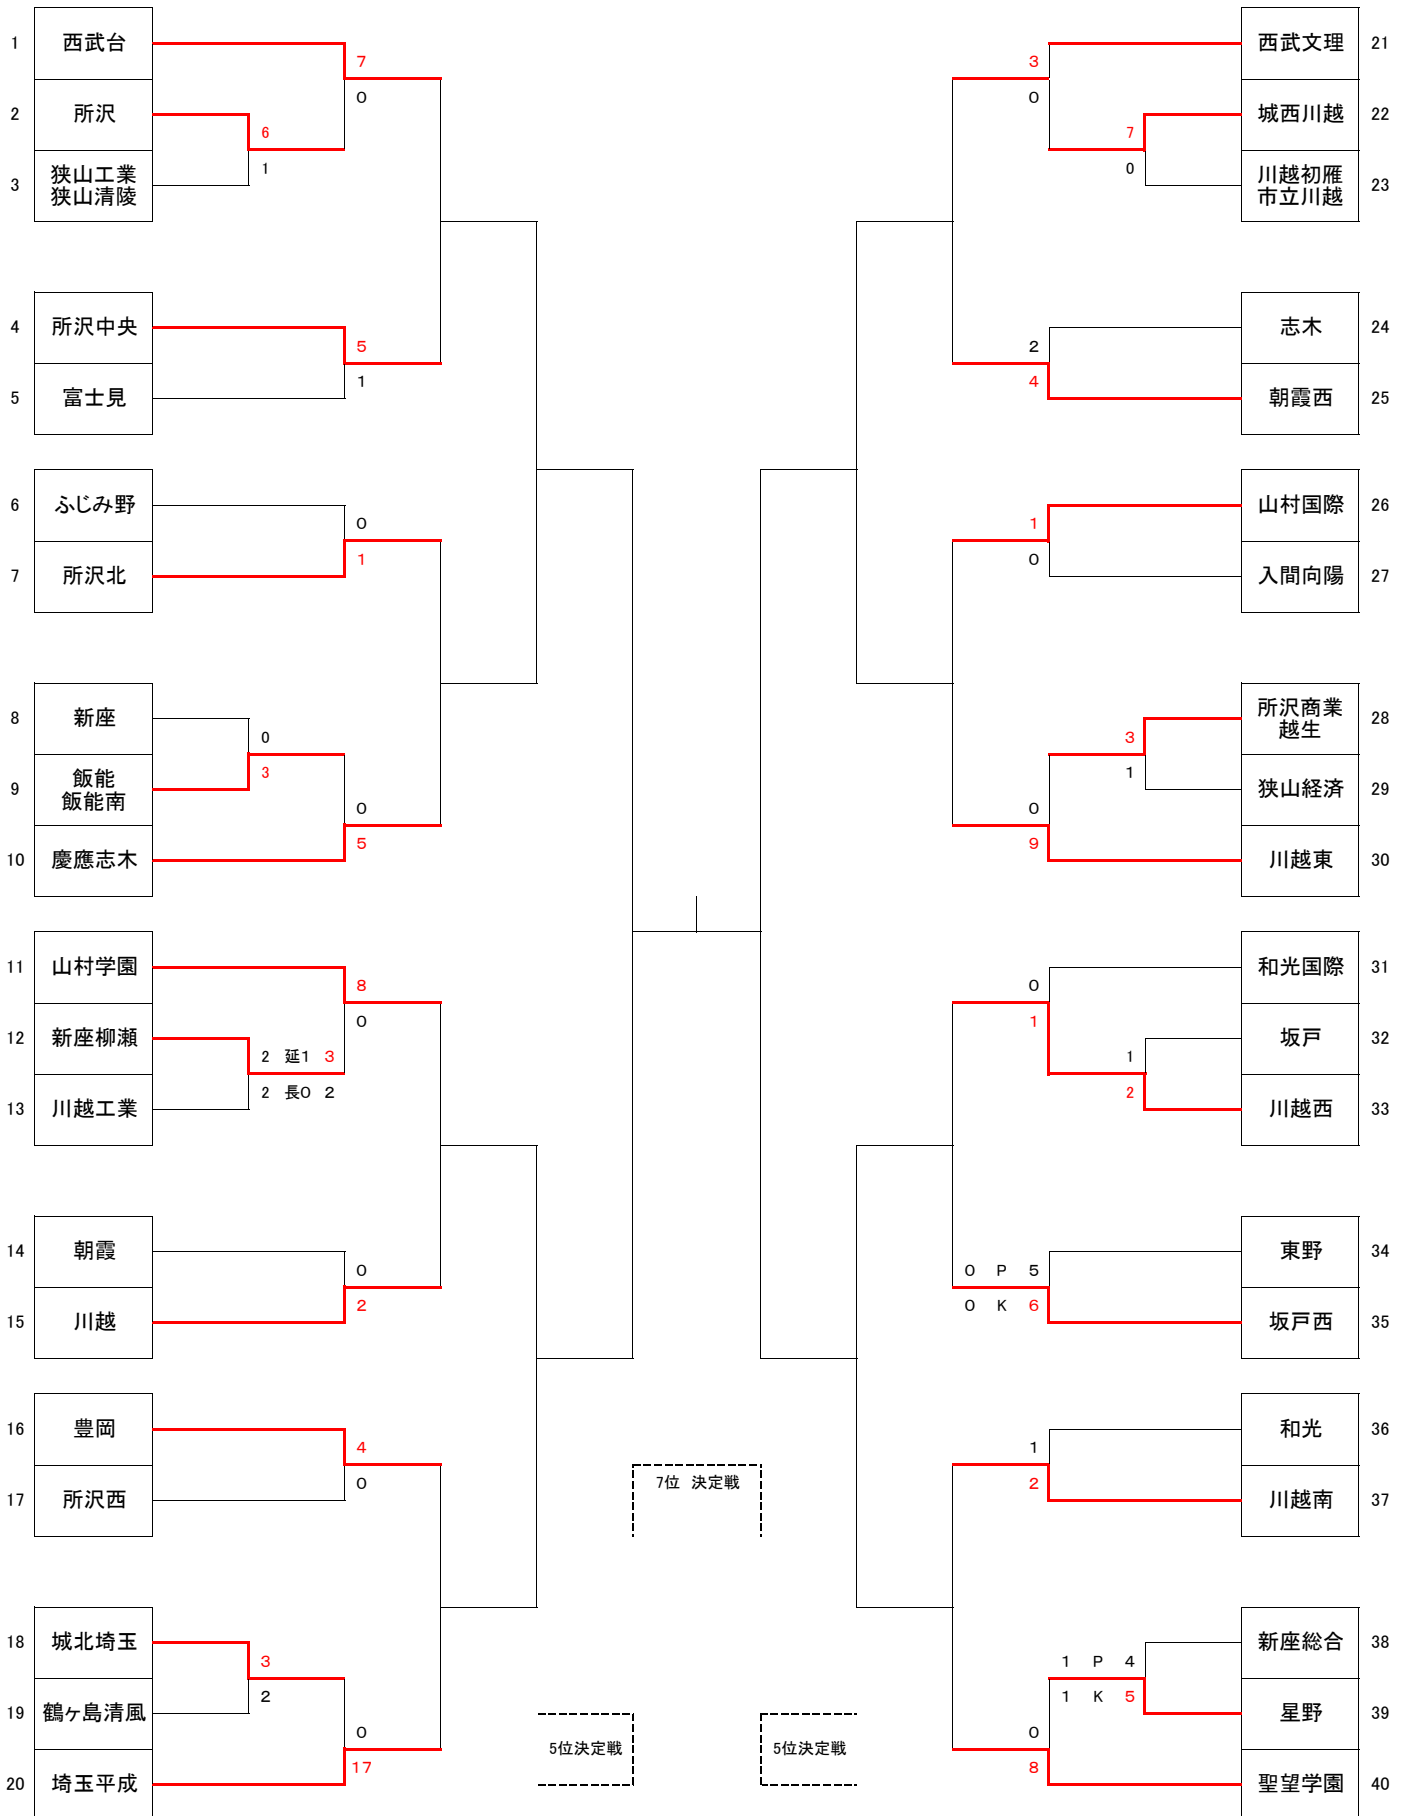 1 西武台
7
0
2 所沢
6
1
3 狭山工業
狭山清陵
4 所沢中央
5
1
5 富士見
6 ふじみ野
0
1
7 所沢北
8 新座
0
3
9 飯能
飯能南
0
5
10 慶應志木
11 山村学園
8
0
12 新座柳瀬
2 延1 3
2 長0 2
13 川越工業
14 朝霞
0
2
15 川越
16 豊岡
4
0
17 所沢西
18 城北埼玉
3
2
19 鶴ヶ島清風
0
17
20 埼玉平成
7位 決定戦
5位決定戦
5位決定戦
西武文理 21
3
0
城西川越 22
7
0
川越初雁
市立川越 23
志木 24
2
4
朝霞西 25
山村国際 26
1
0
入間向陽 27
所沢商業
越生 28
3
1
狭山経済 29
0
9
川越東 30
和光国際 31
0
1
坂戸 32
1
2
川越西 33
東野 34
0 P 5
0 K 6
坂戸西 35
和光 36
1
2
川越南 37
新座総合 38
1 P 4
1 K 5
星野 39
0
8
聖望学園 40